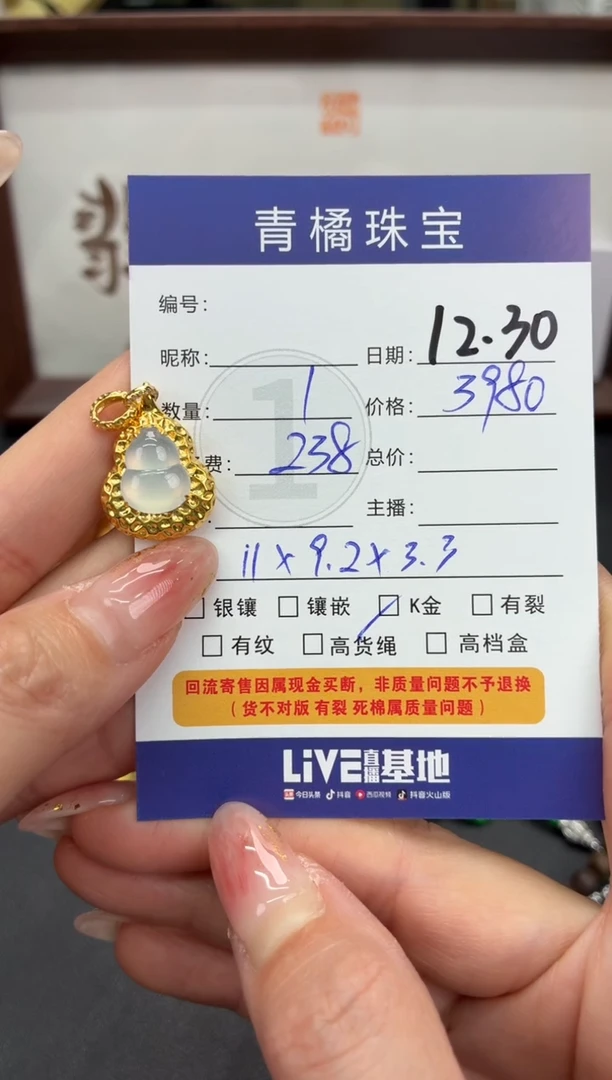 翡
青橘珠宝
编号：
昵称： 日期： 12.30
数量： 1 价格： 3980
费： 238 总价：
主播：
11 x 9.2 x 3.3
银镶 镶嵌 K金 有裂
有纹 高货绳 高档盒
回流寄售因属现金买断，非质量问题不予退换
（货不对版 有裂 死棉属质量问题）
LiVE直播基地
今日头条 抖音 西瓜视频 抖音火山版
1